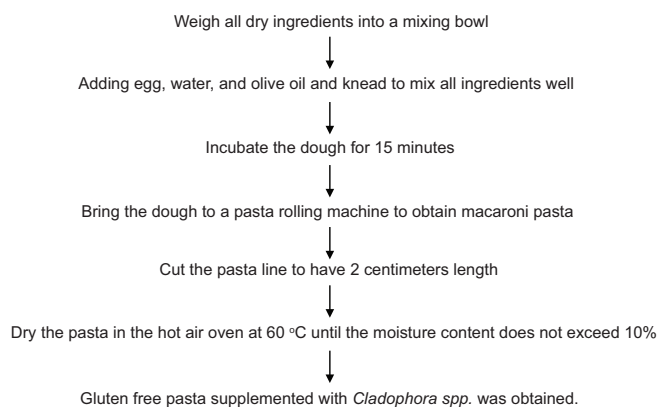 Weigh all dry ingredients into a mixing bowl
Adding egg, water, and olive oil and knead to mix all ingredients well
Incubate the dough for 15 minutes
Bring the dough to a pasta rolling machine to obtain macaroni pasta
Cut the pasta line to have 2 centimeters length
Dry the pasta in the hot air oven at 60 °C until the moisture content does not exceed 10%
Gluten free pasta supplemented with Cladophora spp. was obtained.